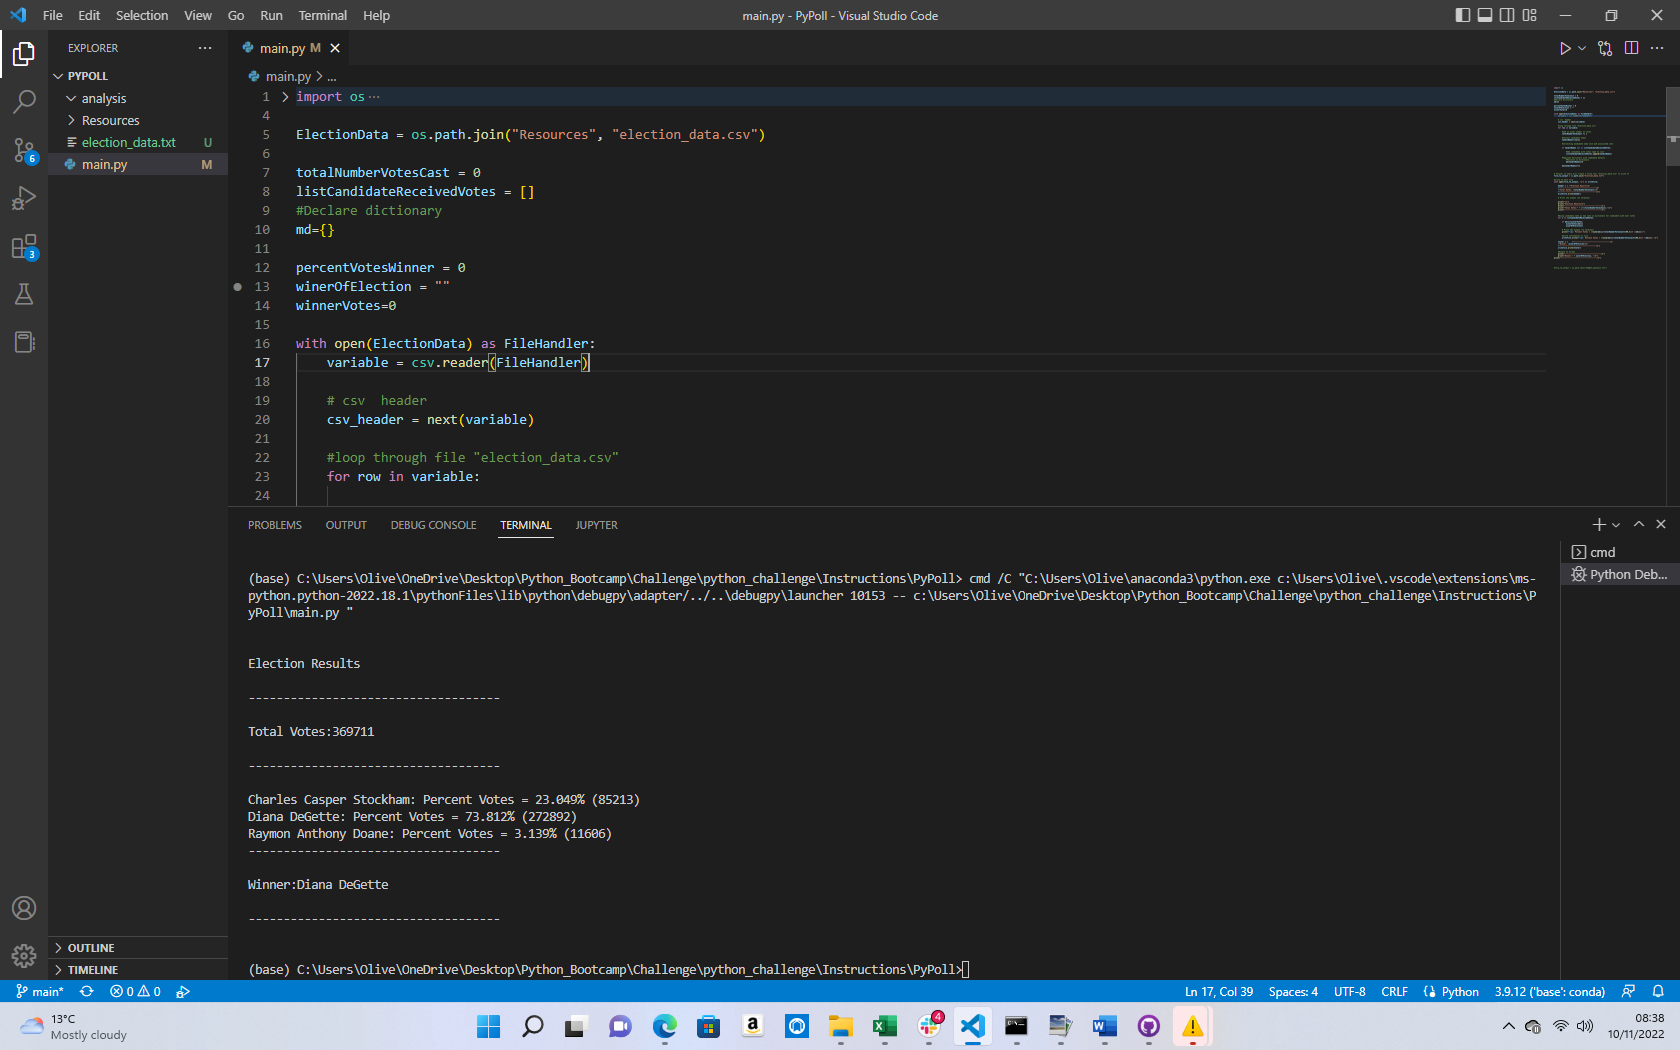 File Edit Selection View Go Run Terminal Help
main.py - PyPoll - Visual Studio Code
EXPLORER
PYPOLL
analysis
Resources
election_data.txt U
main.py M
6
3
main.py M
main.py > ...
1 import os ...
4
5 ElectionData = os.path.join("Resources", "election_data.csv")
6
7 totalNumberVotesCast = 0
8 listCandidateReceivedVotes = []
9 #Declare dictionary
10 md={}
11
12 percentVotesWinner = 0
13 winerOfElection = ""
14 winnerVotes=0
15
16 with open(ElectionData) as FileHandler:
17 variable = csv.reader(FileHandler)
18
19 # csv  header
20 csv_header = next(variable)
21
22 #loop through file "election_data.csv"
23 for row in variable:
24
PROBLEMS OUTPUT DEBUG CONSOLE TERMINAL JUPYTER
cmd
Python Deb...
(base) C:\Users\Olive\OneDrive\Desktop\Python_Bootcamp\Challenge\python_challenge\Instructions\PyPoll> cmd /C "C:\Users\Olive\anaconda3\python.exe c:\Users\Olive\.vscode\extensions\ms-
python.python-2022.18.1\pythonFiles\lib\python\debugpy\adapter/../..\debugpy\launcher 10153 -- c:\Users\Olive\OneDrive\Desktop\Python_Bootcamp\Challenge\python_challenge\Instructions\P
yPoll\main.py "
Election Results
------------------------------------
Total Votes:369711
------------------------------------
Charles Casper Stockham: Percent Votes = 23.049% (85213)
Diana DeGette: Percent Votes = 73.812% (272892)
Raymon Anthony Doane: Percent Votes = 3.139% (11606)
------------------------------------
Winner:Diana DeGette
------------------------------------
(base) C:\Users\Olive\OneDrive\Desktop\Python_Bootcamp\Challenge\python_challenge\Instructions\PyPoll>
OUTLINE
TIMELINE
main* 0 0
Ln 17, Col 39 Spaces: 4 UTF-8 CRLF Python 3.9.12 ('base': conda)
13°C
Mostly cloudy
4
08:38
10/11/2022